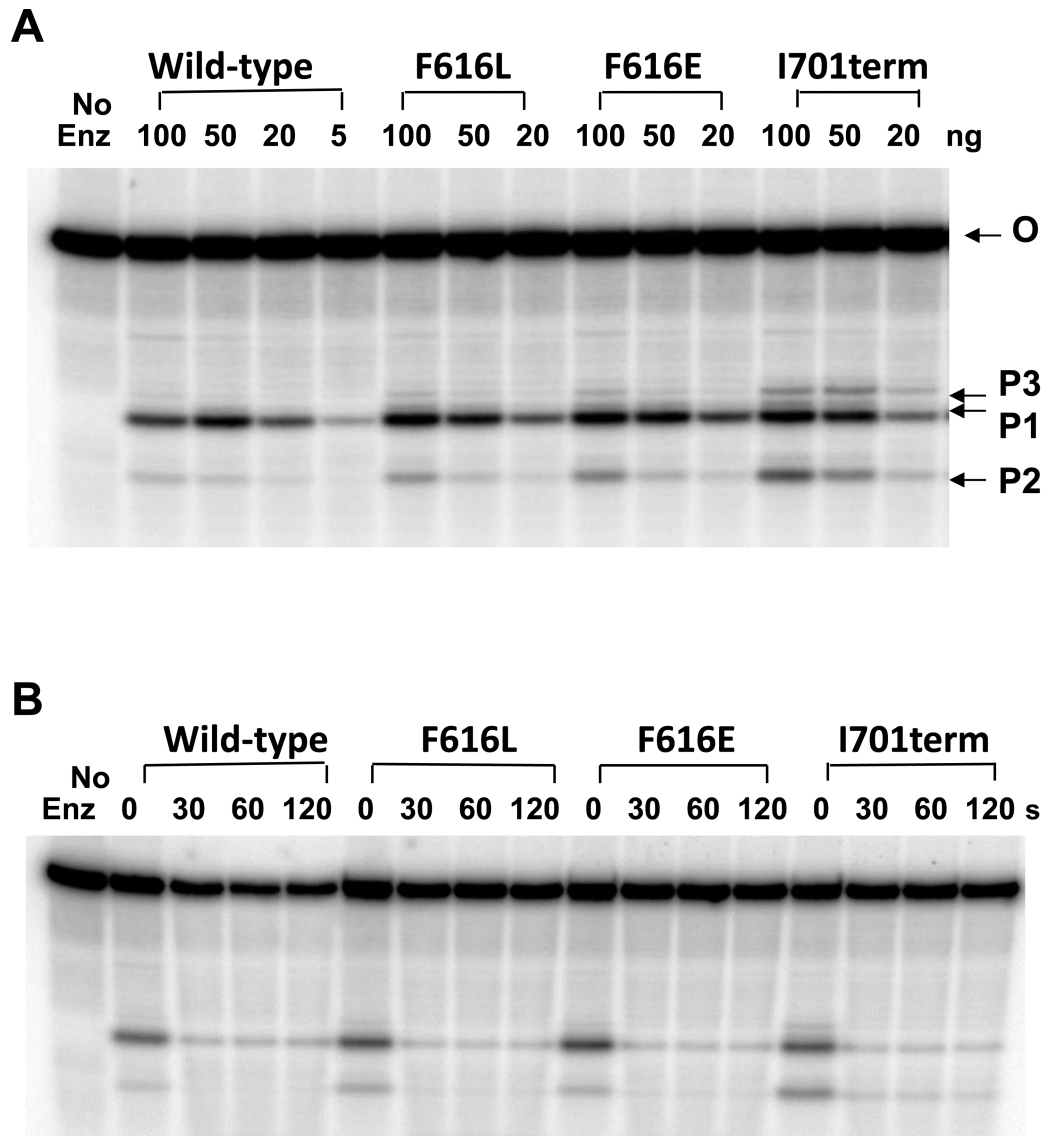 A
Wild-type F616L F616E I701term
No
Enz 100 50 20 5 100 50 20 100 50 20 100 50 20 ng
O
P3
P1
P2
B
Wild-type F616L F616E I701term
No
Enz 0 30 60 120 0 30 60 120 0 30 60 120 0 30 60 120 s